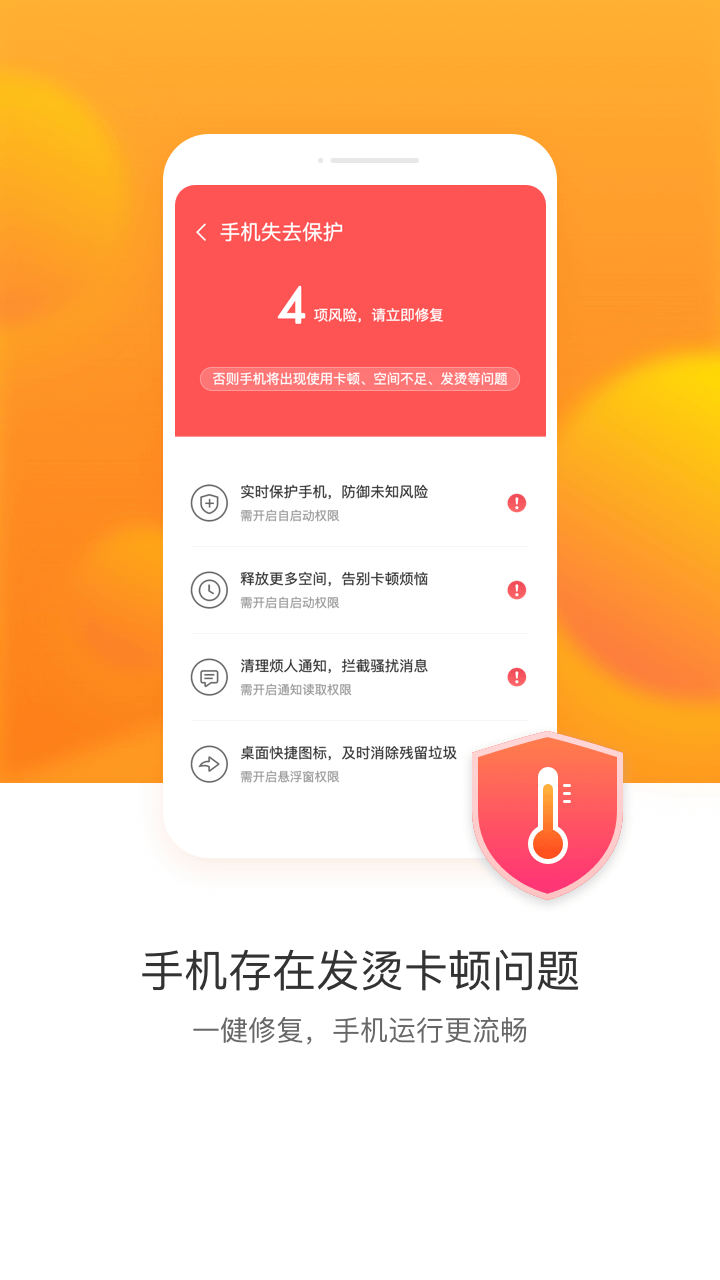 手机失去保护
4 项风险，请立即修复
否则手机将出现使用卡顿、空间不足、发烫等问题
实时保护手机，防御未知风险
需开启自启动权限
释放更多空间，告别卡顿烦恼
需开启自启动权限
清理烦人通知，拦截骚扰消息
需开启通知读取权限
桌面快捷图标，及时消除残留垃圾
需开启悬浮窗权限
手机存在发烫卡顿问题
一健修复，手机运行更流畅